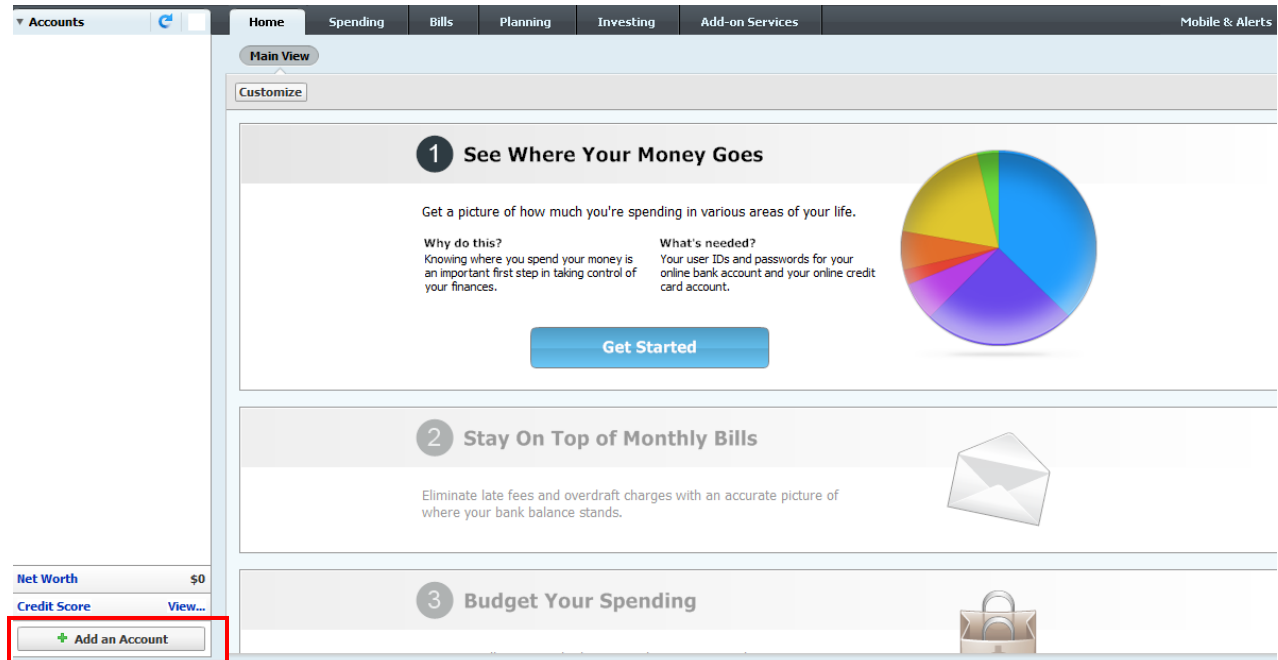 Accounts
Home Spending Bills Planning Investing Add-on Services Mobile & Alerts
Main View
Customize
1 See Where Your Money Goes
Get a picture of how much you're spending in various areas of your life.
Why do this?
Knowing where you spend your money is
an important first step in taking control of
your finances.
What's needed?
Your user IDs and passwords for your
online bank account and your online credit
card account.
Get Started
2 Stay On Top of Monthly Bills
Eliminate late fees and overdraft charges with an accurate picture of
where your bank balance stands.
3 Budget Your Spending
Net Worth $0
Credit Score View...
Add an Account